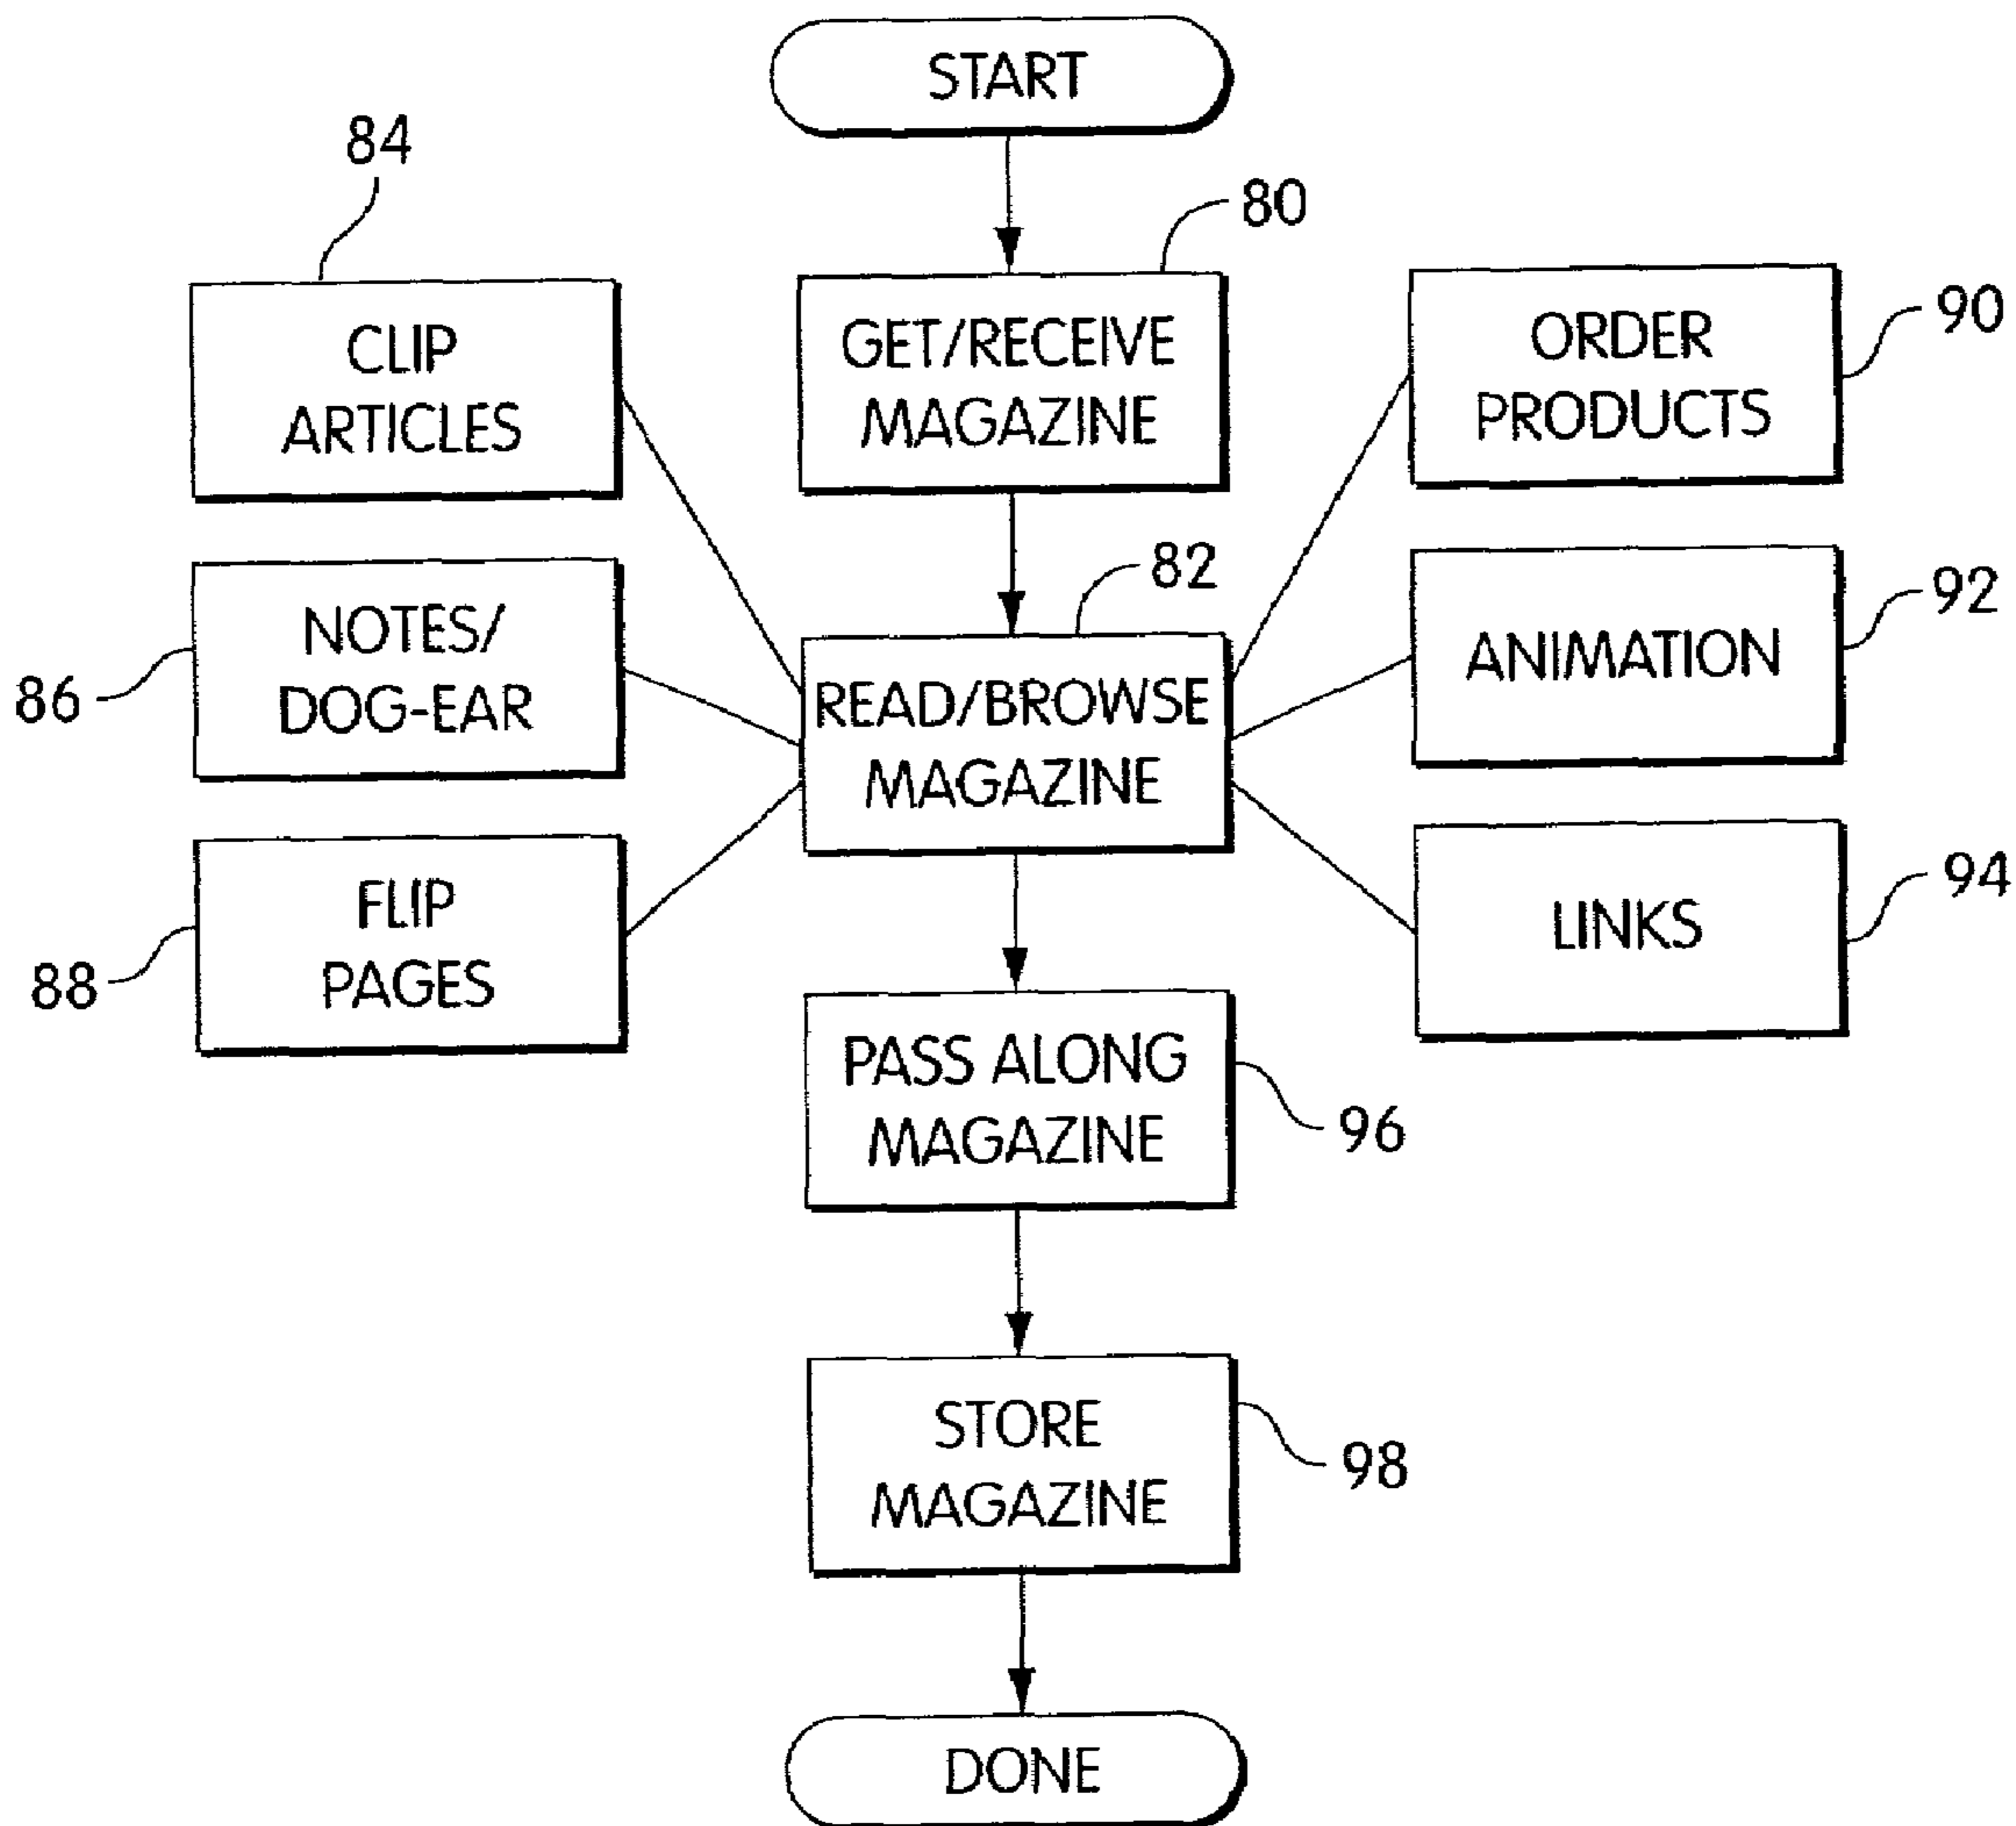 START
84
80
CLIP
ARTICLES
GET/RECEIVE
MAGAZINE
ORDER
PRODUCTS
90
82
NOTES/
DOG-EAR
86
READ/BROWSE
MAGAZINE
ANIMATION
92
FLIP
PAGES
88
LINKS
94
PASS ALONG
MAGAZINE
96
STORE
MAGAZINE
98
DONE